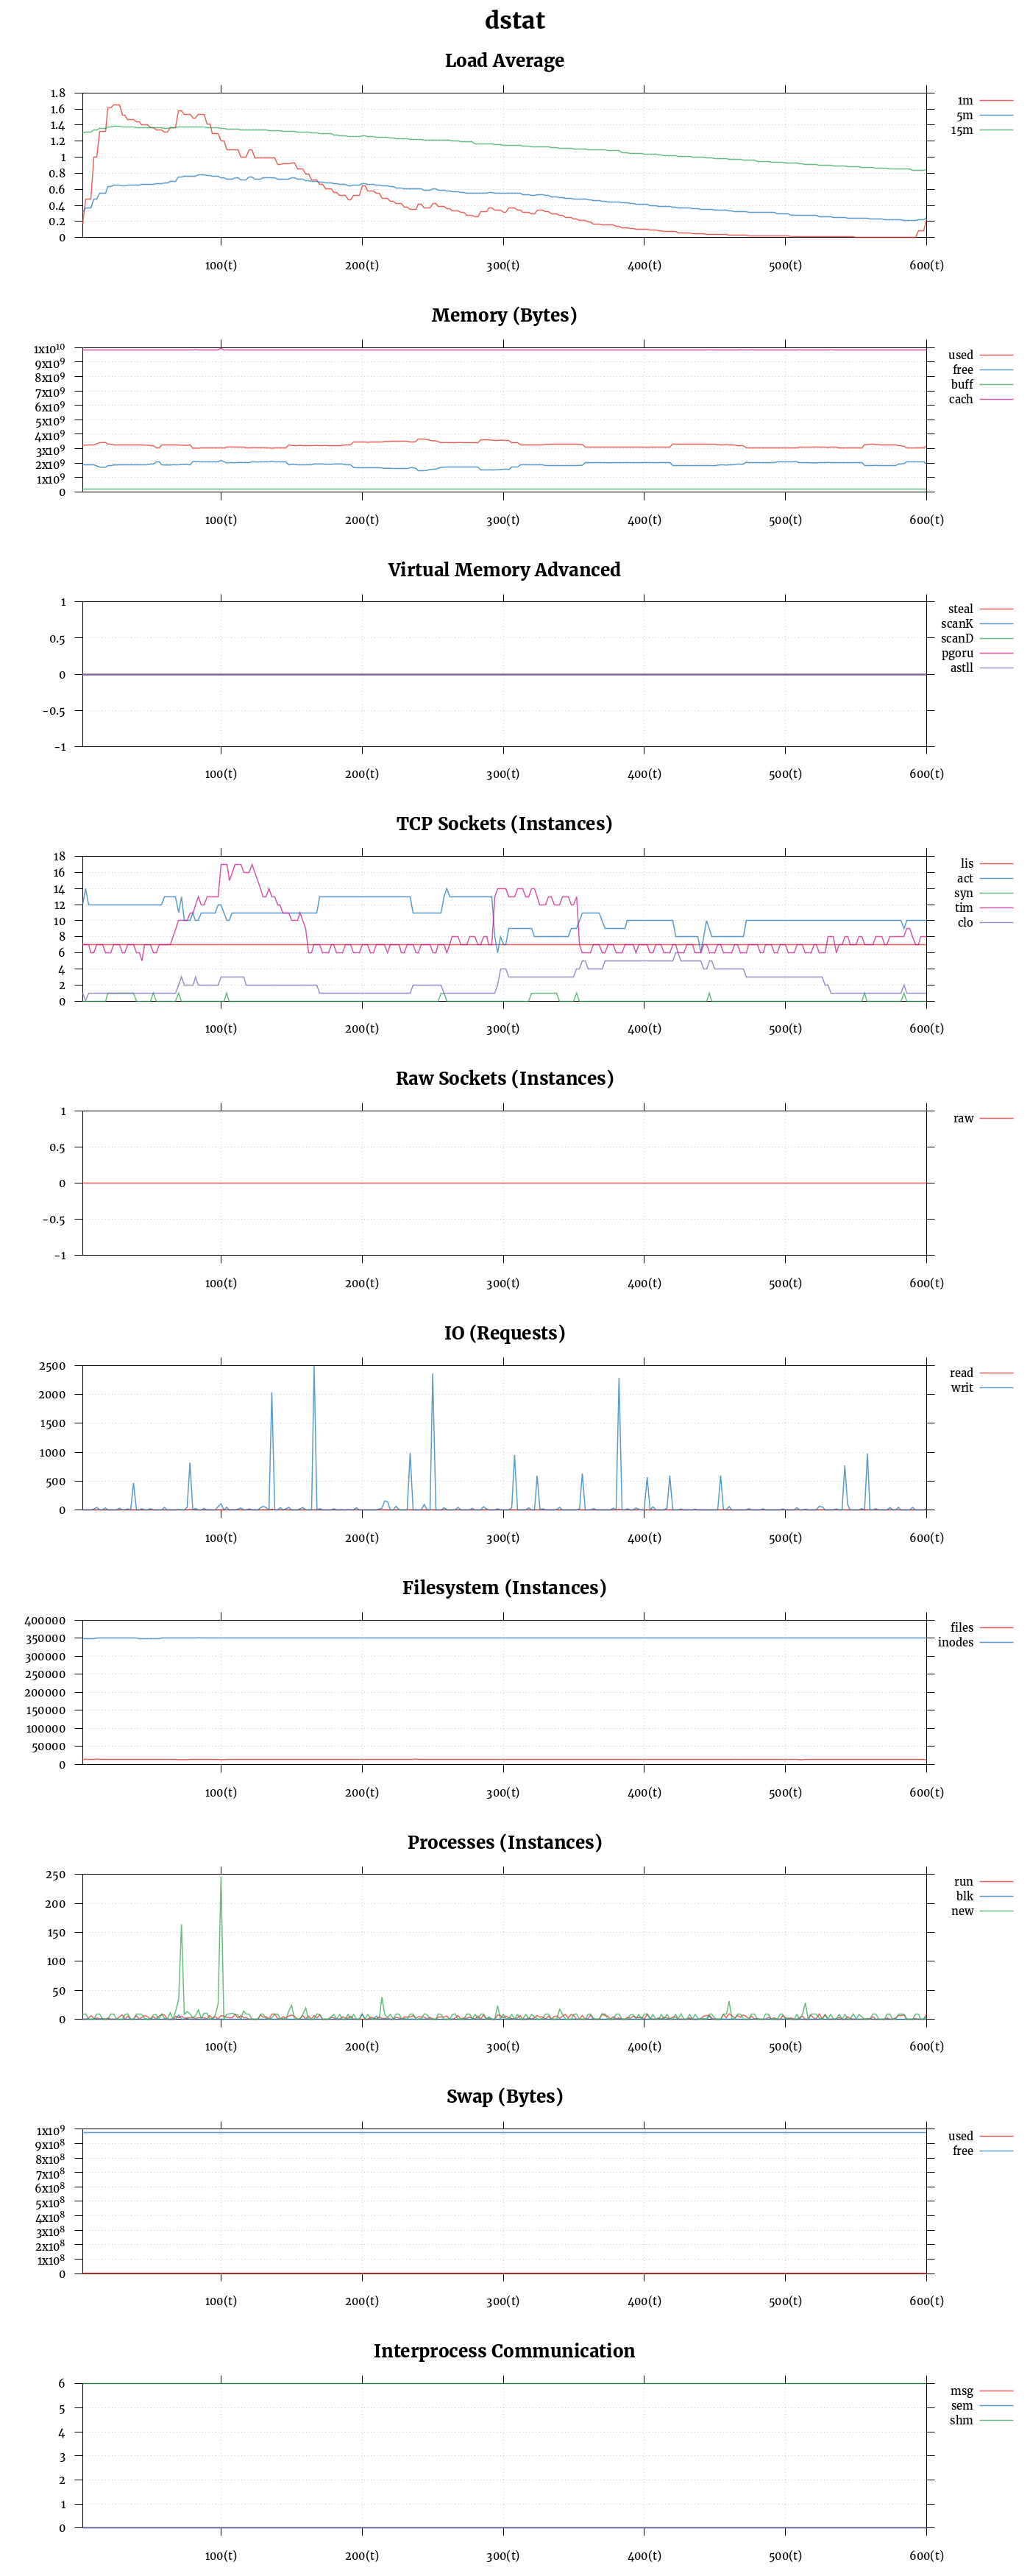 dstat
Load Average
1.8
1.6
1.4
1.2
1
0.8
0.6
0.4
0.2
0
1m
5m
15m
100(t) 200(t) 300(t) 400(t) 500(t) 600(t)
Memory (Bytes)
1x10¹⁰
9x10⁹
8x10⁹
7x10⁹
6x10⁹
5x10⁹
4x10⁹
3x10⁹
2x10⁹
1x10⁹
0
used
free
buff
cach
100(t) 200(t) 300(t) 400(t) 500(t) 600(t)
Virtual Memory Advanced
1
0.5
0
-0.5
-1
steal
scanK
scanD
pgoru
astll
100(t) 200(t) 300(t) 400(t) 500(t) 600(t)
TCP Sockets (Instances)
18
16
14
12
10
8
6
4
2
0
lis
act
syn
tim
clo
100(t) 200(t) 300(t) 400(t) 500(t) 600(t)
Raw Sockets (Instances)
1
0.5
0
-0.5
-1
raw
100(t) 200(t) 300(t) 400(t) 500(t) 600(t)
IO (Requests)
2500
2000
1500
1000
500
0
read
writ
100(t) 200(t) 300(t) 400(t) 500(t) 600(t)
Filesystem (Instances)
400000
350000
300000
250000
200000
150000
100000
50000
0
files
inodes
100(t) 200(t) 300(t) 400(t) 500(t) 600(t)
Processes (Instances)
250
200
150
100
50
0
run
blk
new
100(t) 200(t) 300(t) 400(t) 500(t) 600(t)
Swap (Bytes)
1x10⁹
9x10⁸
8x10⁸
7x10⁸
6x10⁸
5x10⁸
4x10⁸
3x10⁸
2x10⁸
1x10⁸
0
used
free
100(t) 200(t) 300(t) 400(t) 500(t) 600(t)
Interprocess Communication
6
5
4
3
2
1
0
msg
sem
shm
100(t) 200(t) 300(t) 400(t) 500(t) 600(t)